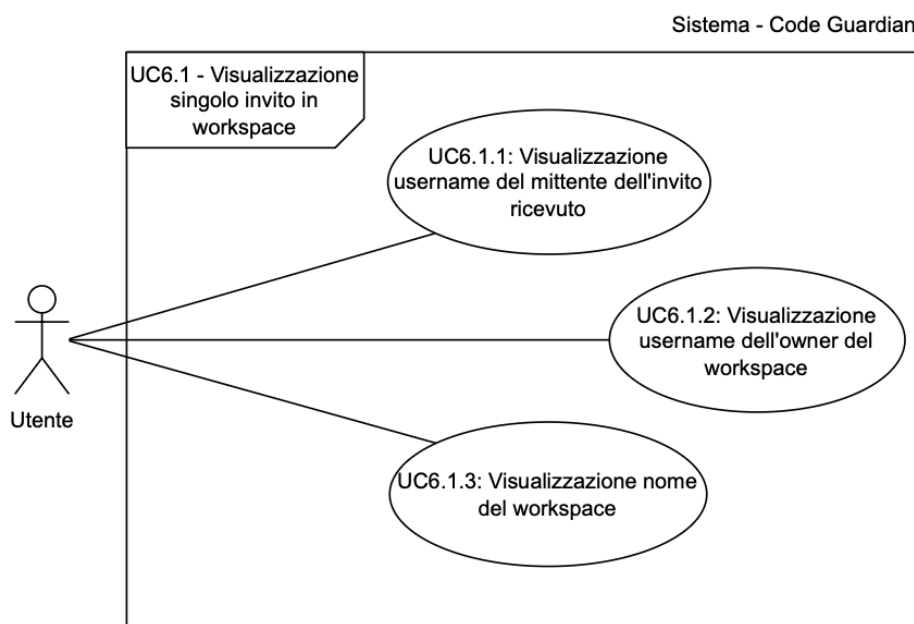 Sistema - Code Guardian
UC6.1 - Visualizzazione
singolo invito in
workspace
UC6.1.1: Visualizzazione
username del mittente dell'invito
ricevuto
UC6.1.2: Visualizzazione
username dell'owner del
workspace
Utente
UC6.1.3: Visualizzazione nome
del workspace